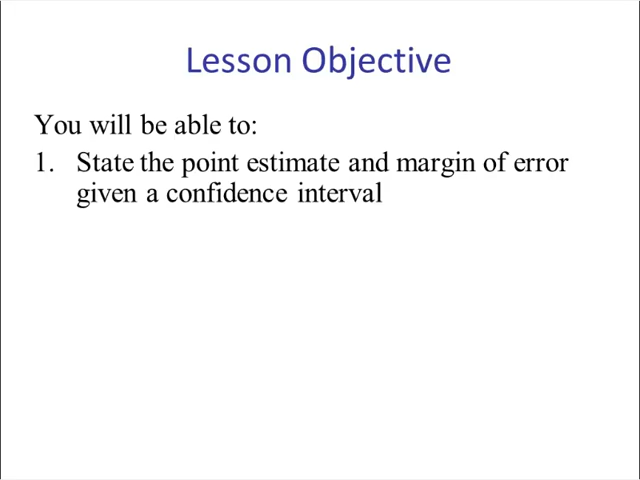 Lesson Objective
You will be able to:
1. State the point estimate and margin of error
given a confidence interval